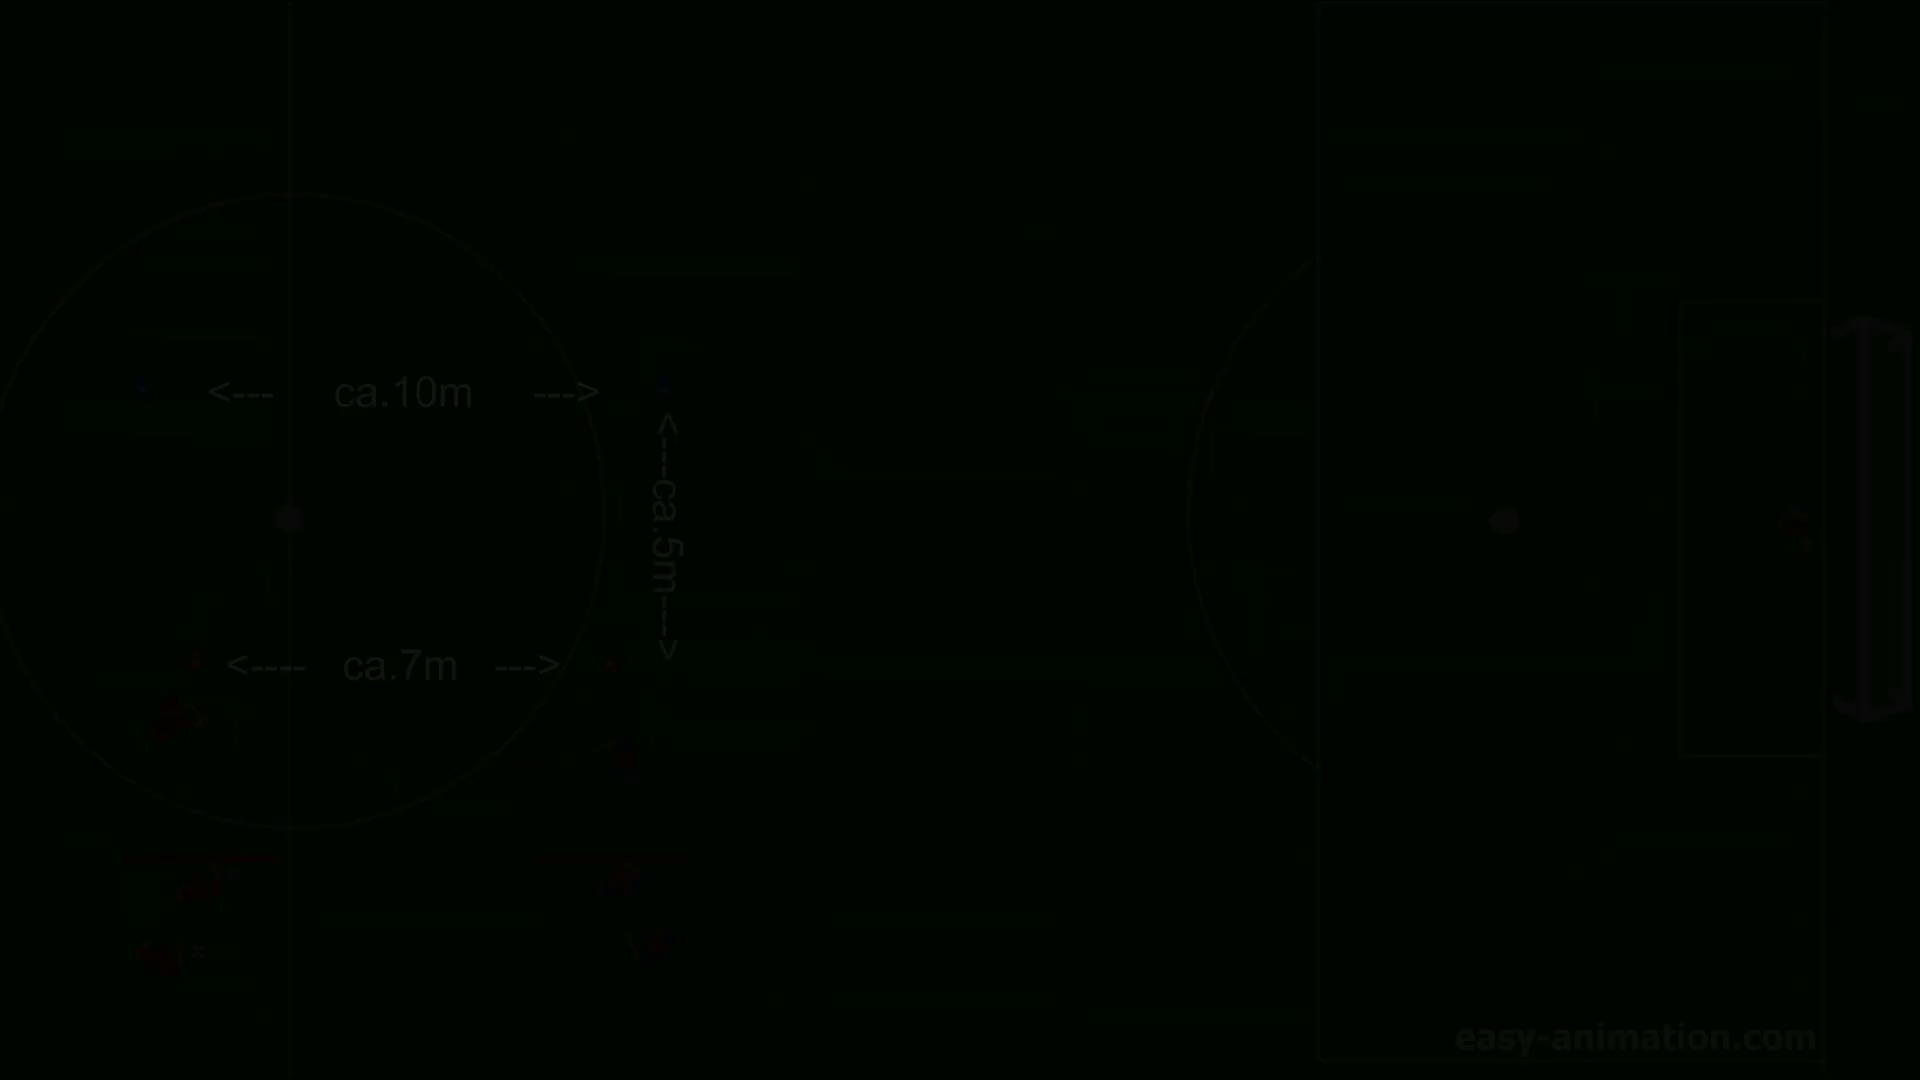 <--- ca.10m --->
<----ca.5m---->
<---- ca.7m --->
easy-animation.com